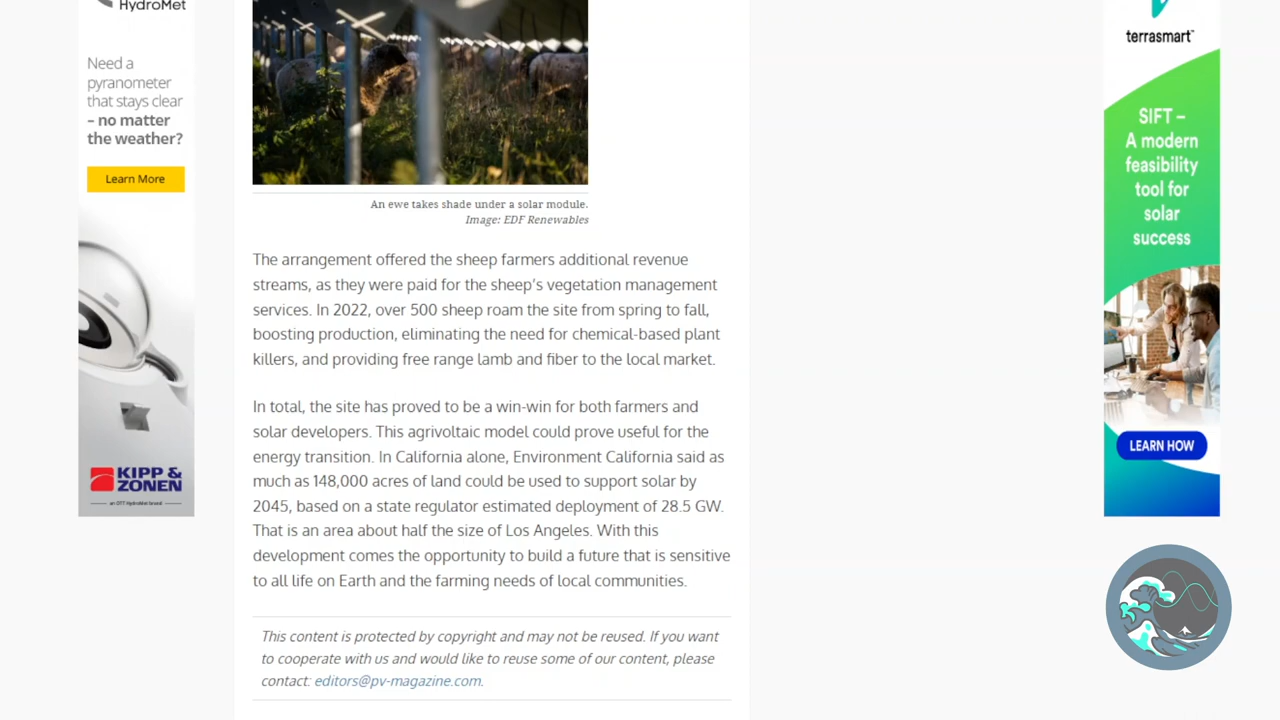 HydroMet
Need a
pyranometer
that stays clear
– no matter
the weather?
Learn More
KIPP &
ZONEN
an OTT HydroMet brand
An ewe takes shade under a solar module.
Image: EDF Renewables
The arrangement offered the sheep farmers additional revenue
streams, as they were paid for the sheep’s vegetation management
services. In 2022, over 500 sheep roam the site from spring to fall,
boosting production, eliminating the need for chemical-based plant
killers, and providing free range lamb and fiber to the local market.
In total, the site has proved to be a win-win for both farmers and
solar developers. This agrivoltaic model could prove useful for the
energy transition. In California alone, Environment California said as
much as 148,000 acres of land could be used to support solar by
2045, based on a state regulator estimated deployment of 28.5 GW.
That is an area about half the size of Los Angeles. With this
development comes the opportunity to build a future that is sensitive
to all life on Earth and the farming needs of local communities.
This content is protected by copyright and may not be reused. If you want
to cooperate with us and would like to reuse some of our content, please
contact: editors@pv-magazine.com.
terrasmart™
SIFT –
A modern
feasibility
tool for
solar
success
LEARN HOW